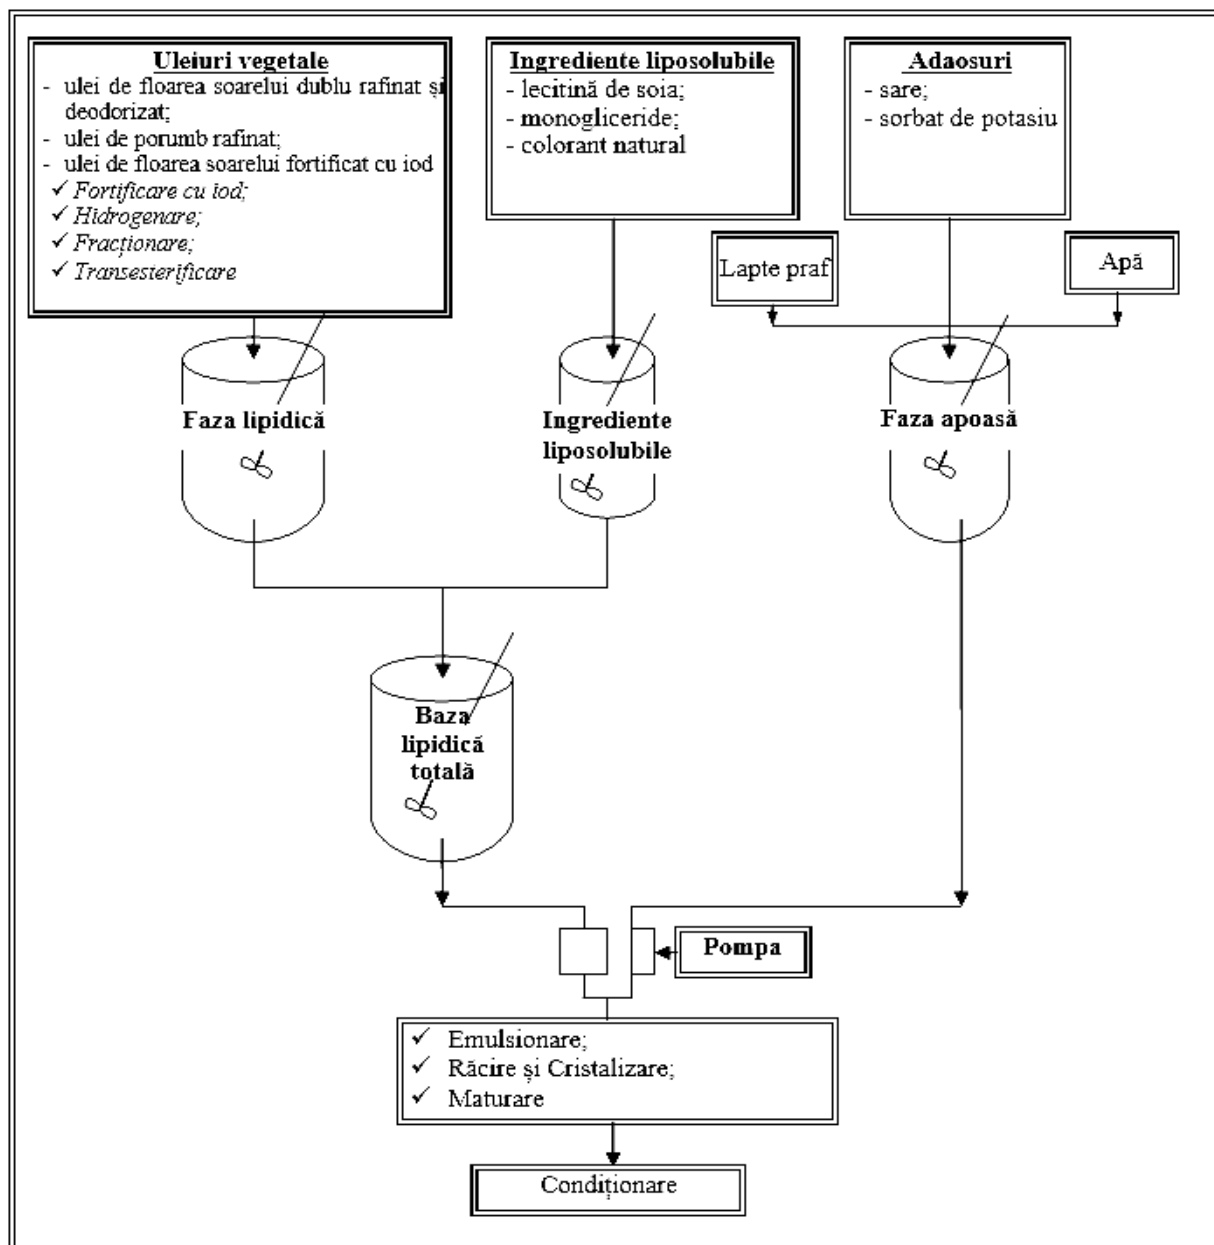 Uleiuri vegetale
- ulei de floarea soarelui dublu rafinat și
deodorizat;
- ulei de porumb rafinat;
- ulei de floarea soarelui fortificat cu iod
✓ Fortificare cu iod;
✓ Hidrogenare;
✓ Fracționare;
✓ Transesterificare
Ingrediente liposolubile
- lecitină de soia;
- monogliceride;
- colorant natural
Adaosuri
- sare;
- sorbat de potasiu
Lapte praf
Apă
Faza lipidică
Ingrediente
liposolubile
Faza apoasă
Baza
lipidică
totală
Pompa
✓ Emulsionare;
✓ Răcire și Cristalizare;
✓ Maturare
Condiționare